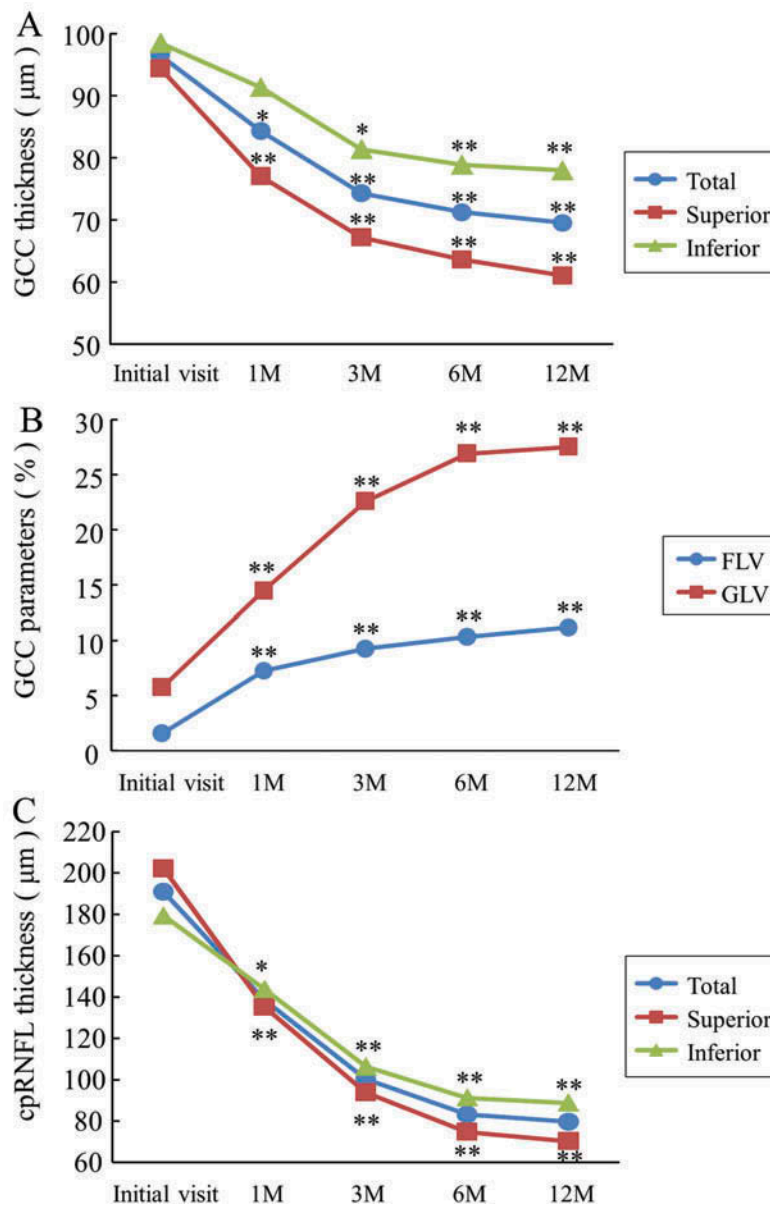 A
GCC thickness ( μm )
100
90
80
70
60
50
* * ** **
* ** ** **
** ** ** **
Initial visit 1M 3M 6M 12M
Total
Superior
Inferior
B
GCC parameters ( % )
30
25
20
15
10
5
0
** ** ** **
** ** ** **
Initial visit 1M 3M 6M 12M
FLV
GLV
C
cpRNFL thickness ( μm )
220
200
180
160
140
120
100
80
60
* ** ** **
** ** ** **
Initial visit 1M 3M 6M 12M
Total
Superior
Inferior